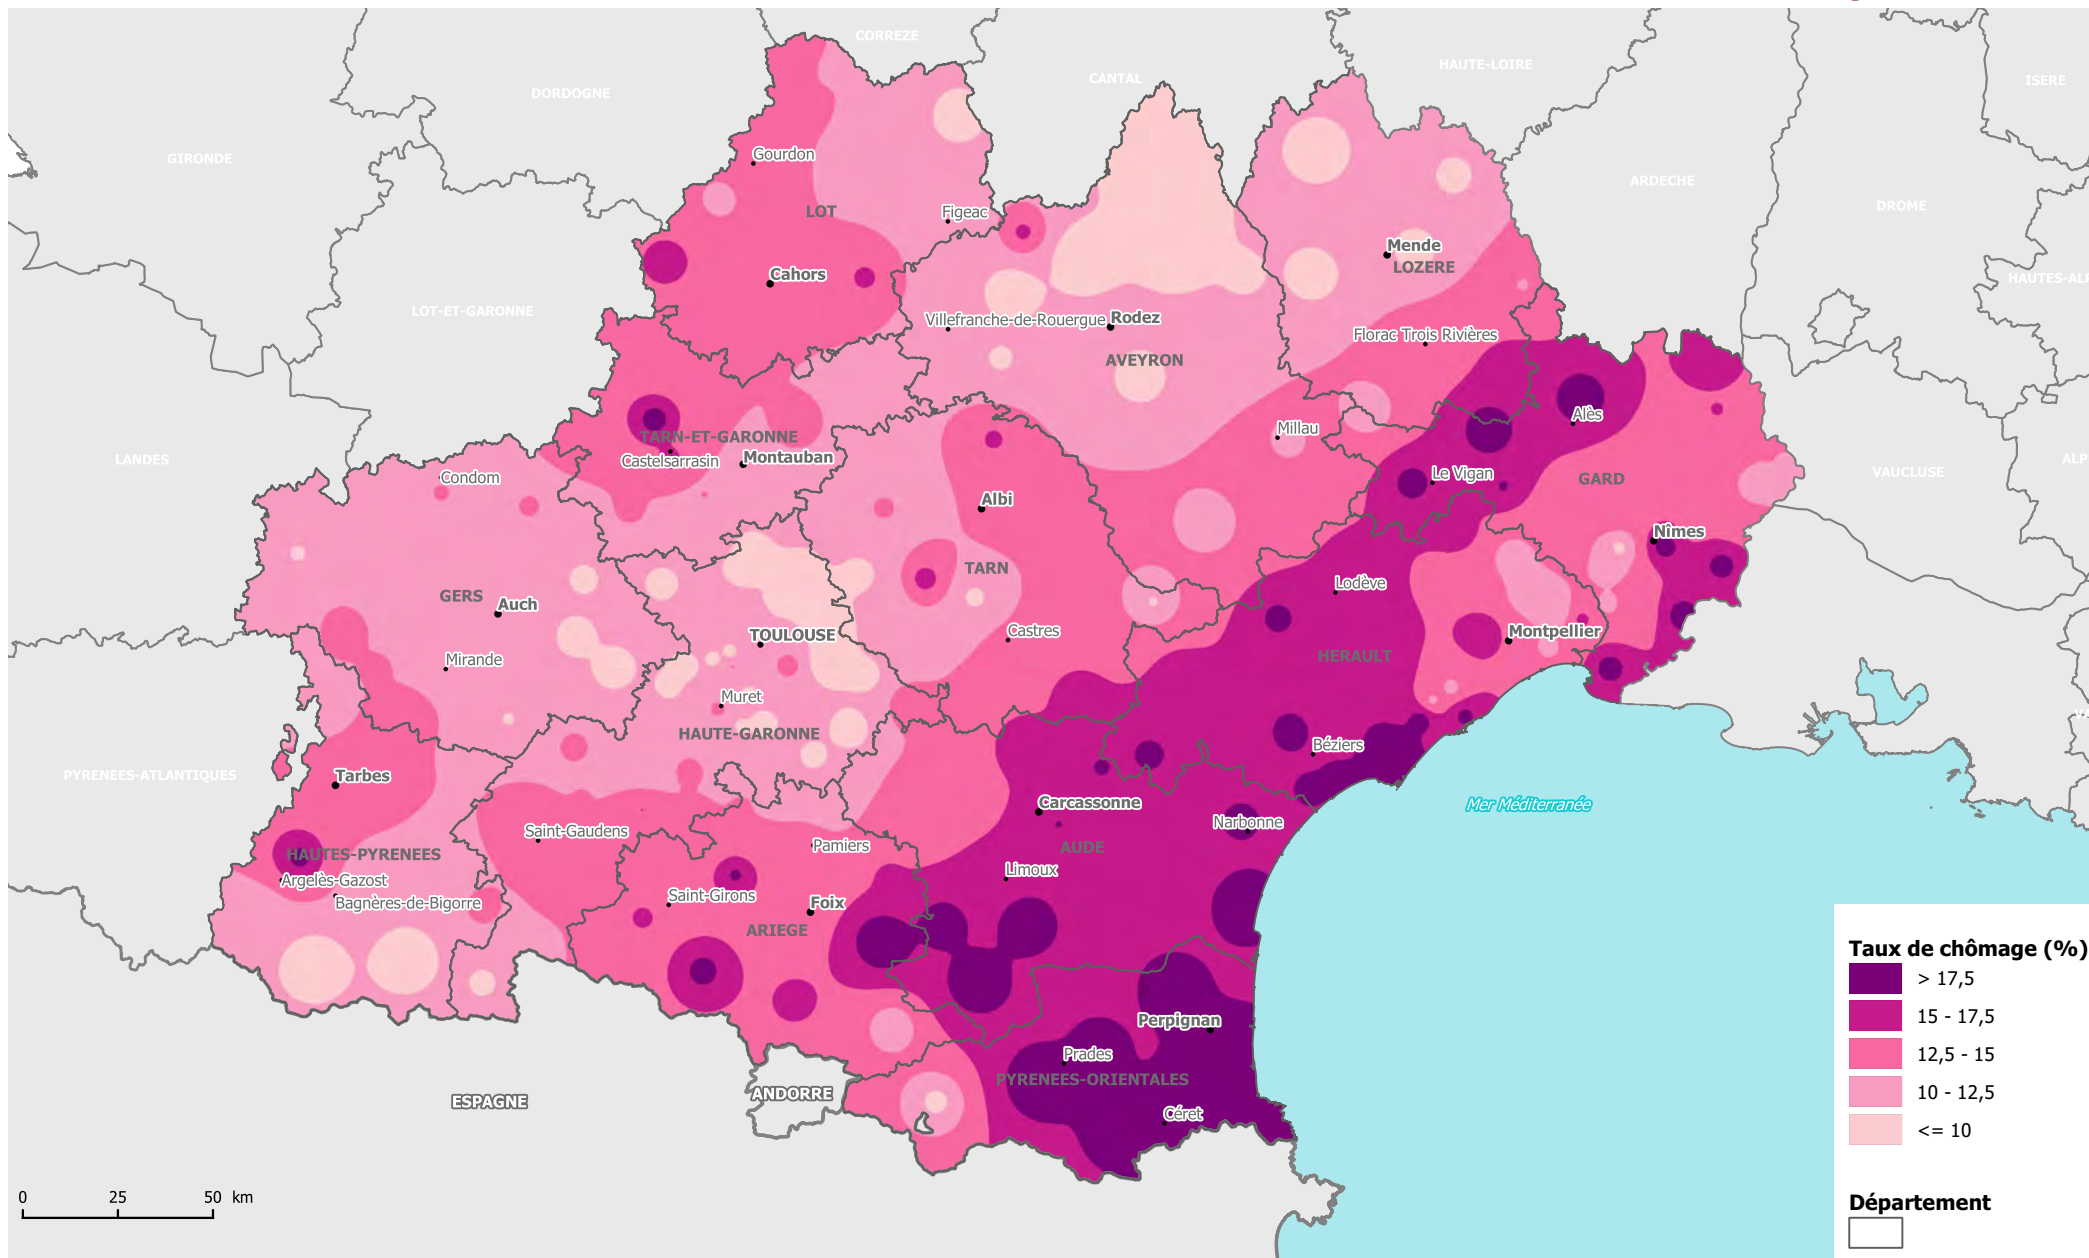 CORREZE
HAUTE-LOIRE
CANTAL
ISERE
DORDOGNE
GIRONDE
Gourdon
ARDECHE
DROME
LOT
Figeac
Mende
LOZERE
Cahors
HAUTES-ALP
LOT-ET-GARONNE
Villefranche-de-Rouergue
Rodez
Florac Trois Rivières
AVEYRON
Alès
Millau
TARN-ET-GARONNE
Montauban
Castelsarrasin
LANDES
ALP
VAUCLUSE
Condom
Le Vigan
GARD
Albi
Nîmes
TARN
Lodève
GERS
Auch
TOULOUSE
Castres
Montpellier
HERAULT
Mirande
Muret
HAUTE-GARONNE
Béziers
PYRENEES-ATLANTIQUES
Tarbes
Carcassonne
Mer Méditerranée
Narbonne
Saint-Gaudens
Pamiers
AUDE
HAUTES-PYRENEES
Limoux
Argelès-Gazost
Bagnères-de-Bigorre
Saint-Girons
Foix
ARIEGE
Perpignan
Prades
PYRENEES-ORIENTALES
ANDORRE
ESPAGNE
Céret
Taux de chômage (%)
> 17,5
15 - 17,5
12,5 - 15
10 - 12,5
<= 10
Département
0 25 50 km